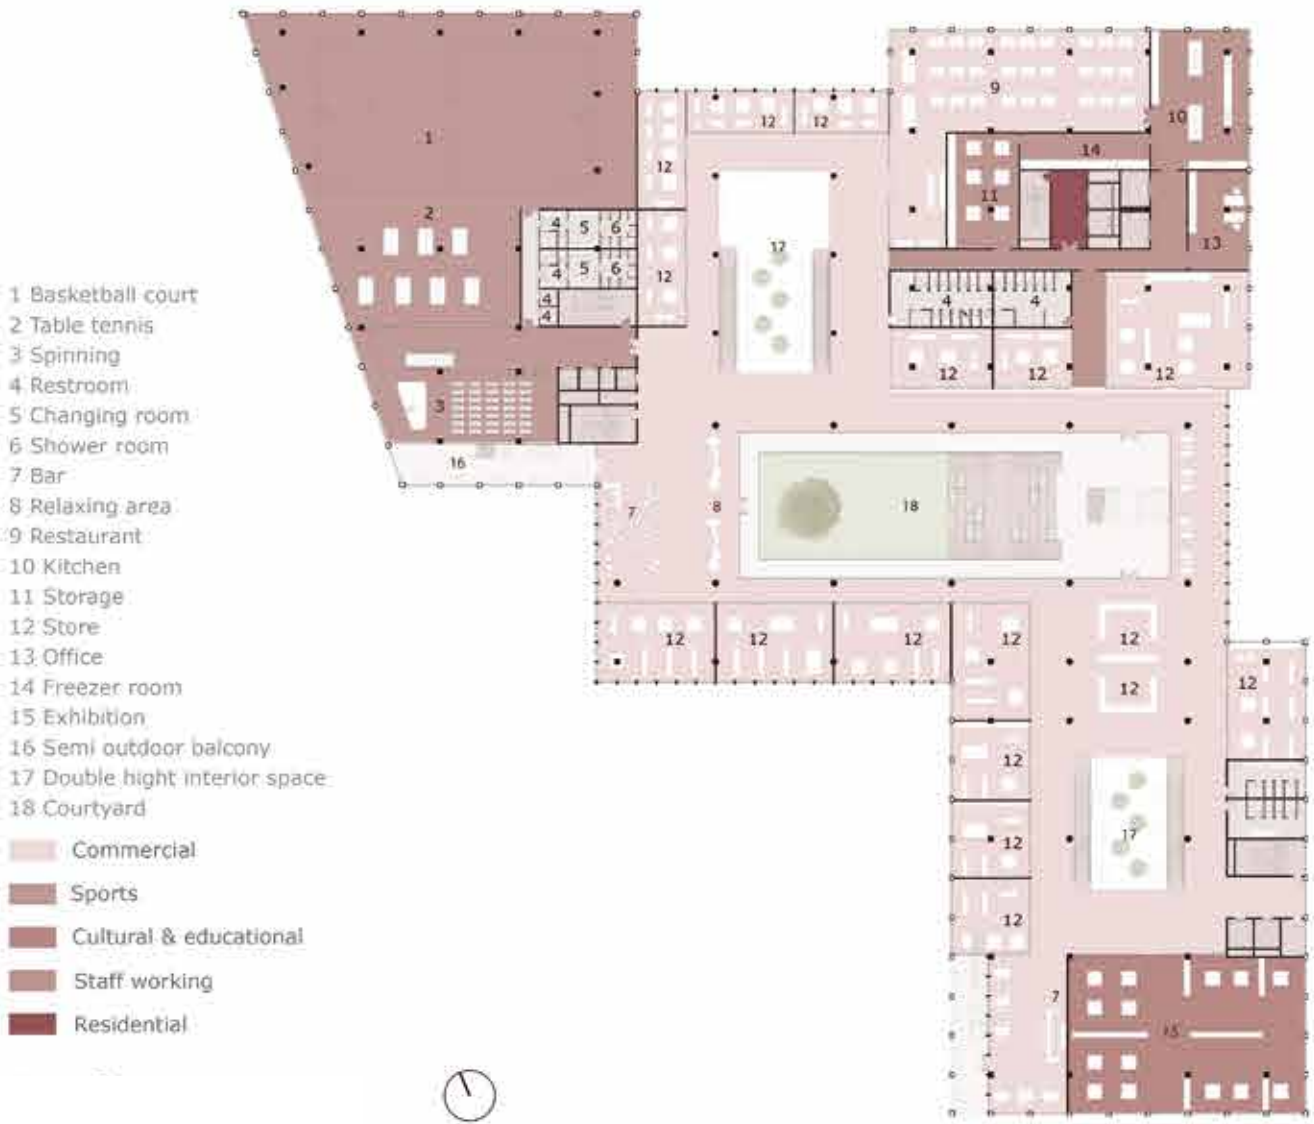 1 Basketball court
2 Table tennis
3 Spinning
4 Restroom
5 Changing room
6 Shower room
7 Bar
8 Relaxing area
9 Restaurant
10 Kitchen
11 Storage
12 Store
13 Office
14 Freezer room
15 Exhibition
16 Semi outdoor balcony
17 Double hight interior space
18 Courtyard
Commercial
Sports
Cultural & educational
Staff working
Residential
1
2
4 5 6
4 5 6
4
4
3
16
12 12
12
12
17
9
10
14
11
13
4 4
12 12 12
7 8 18
12 12 12 12 12
12 12
12
12
12
17
7 15